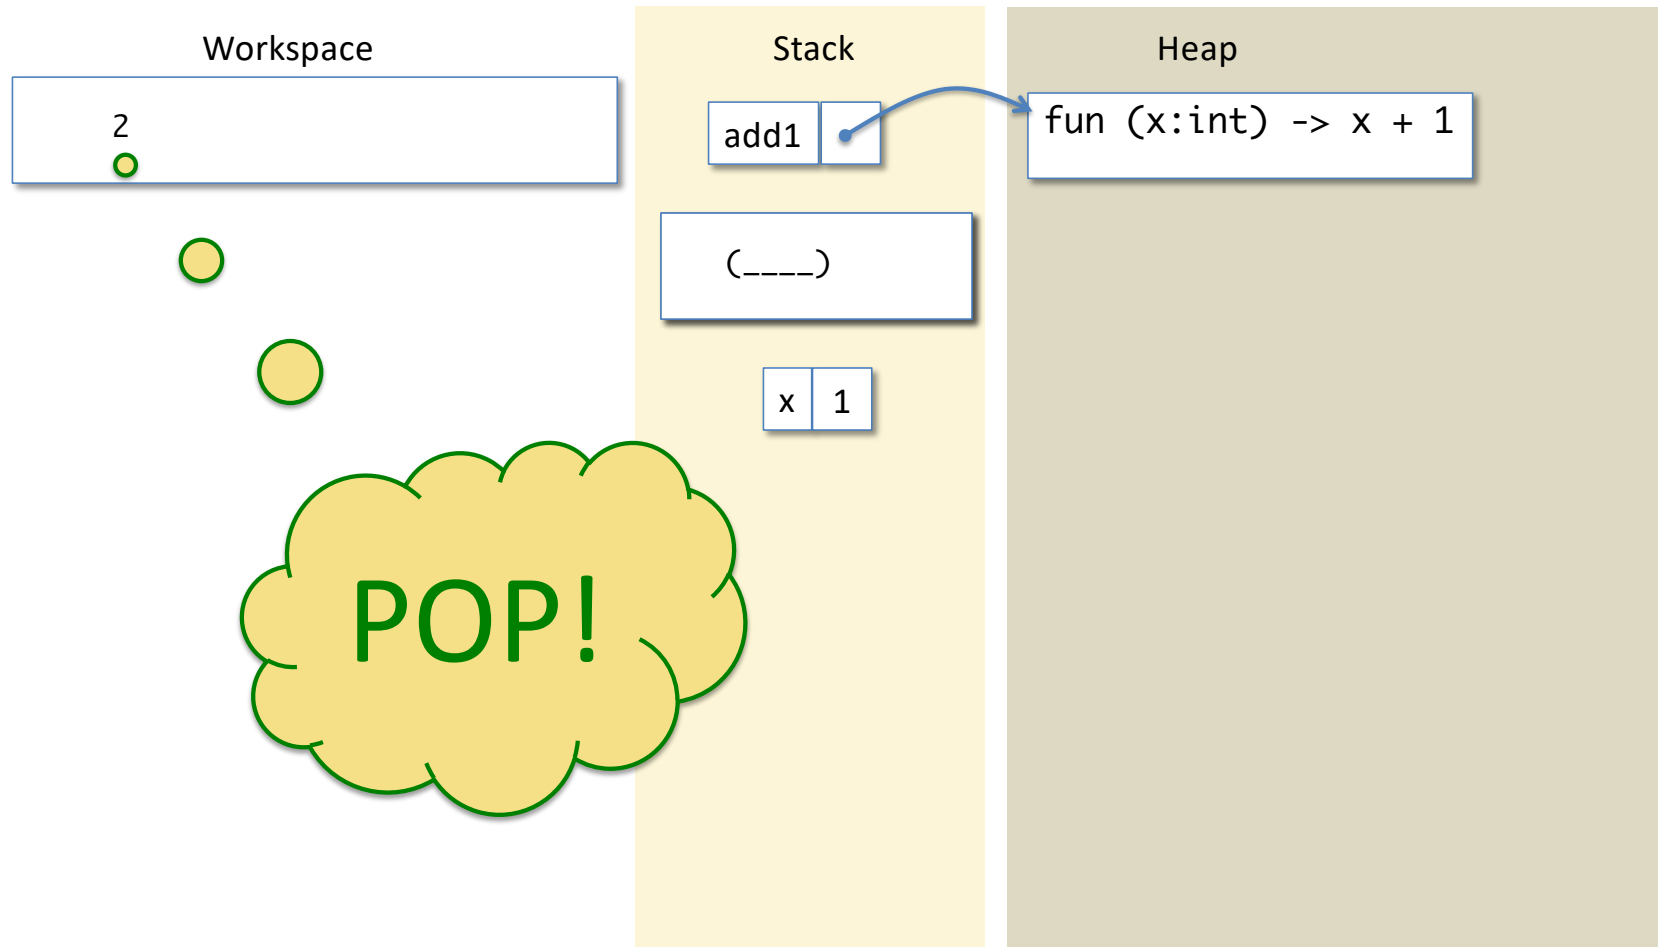 Workspace
Stack
Heap
2
add1
fun (x:int) -> x + 1
(____)
x 1
POP!